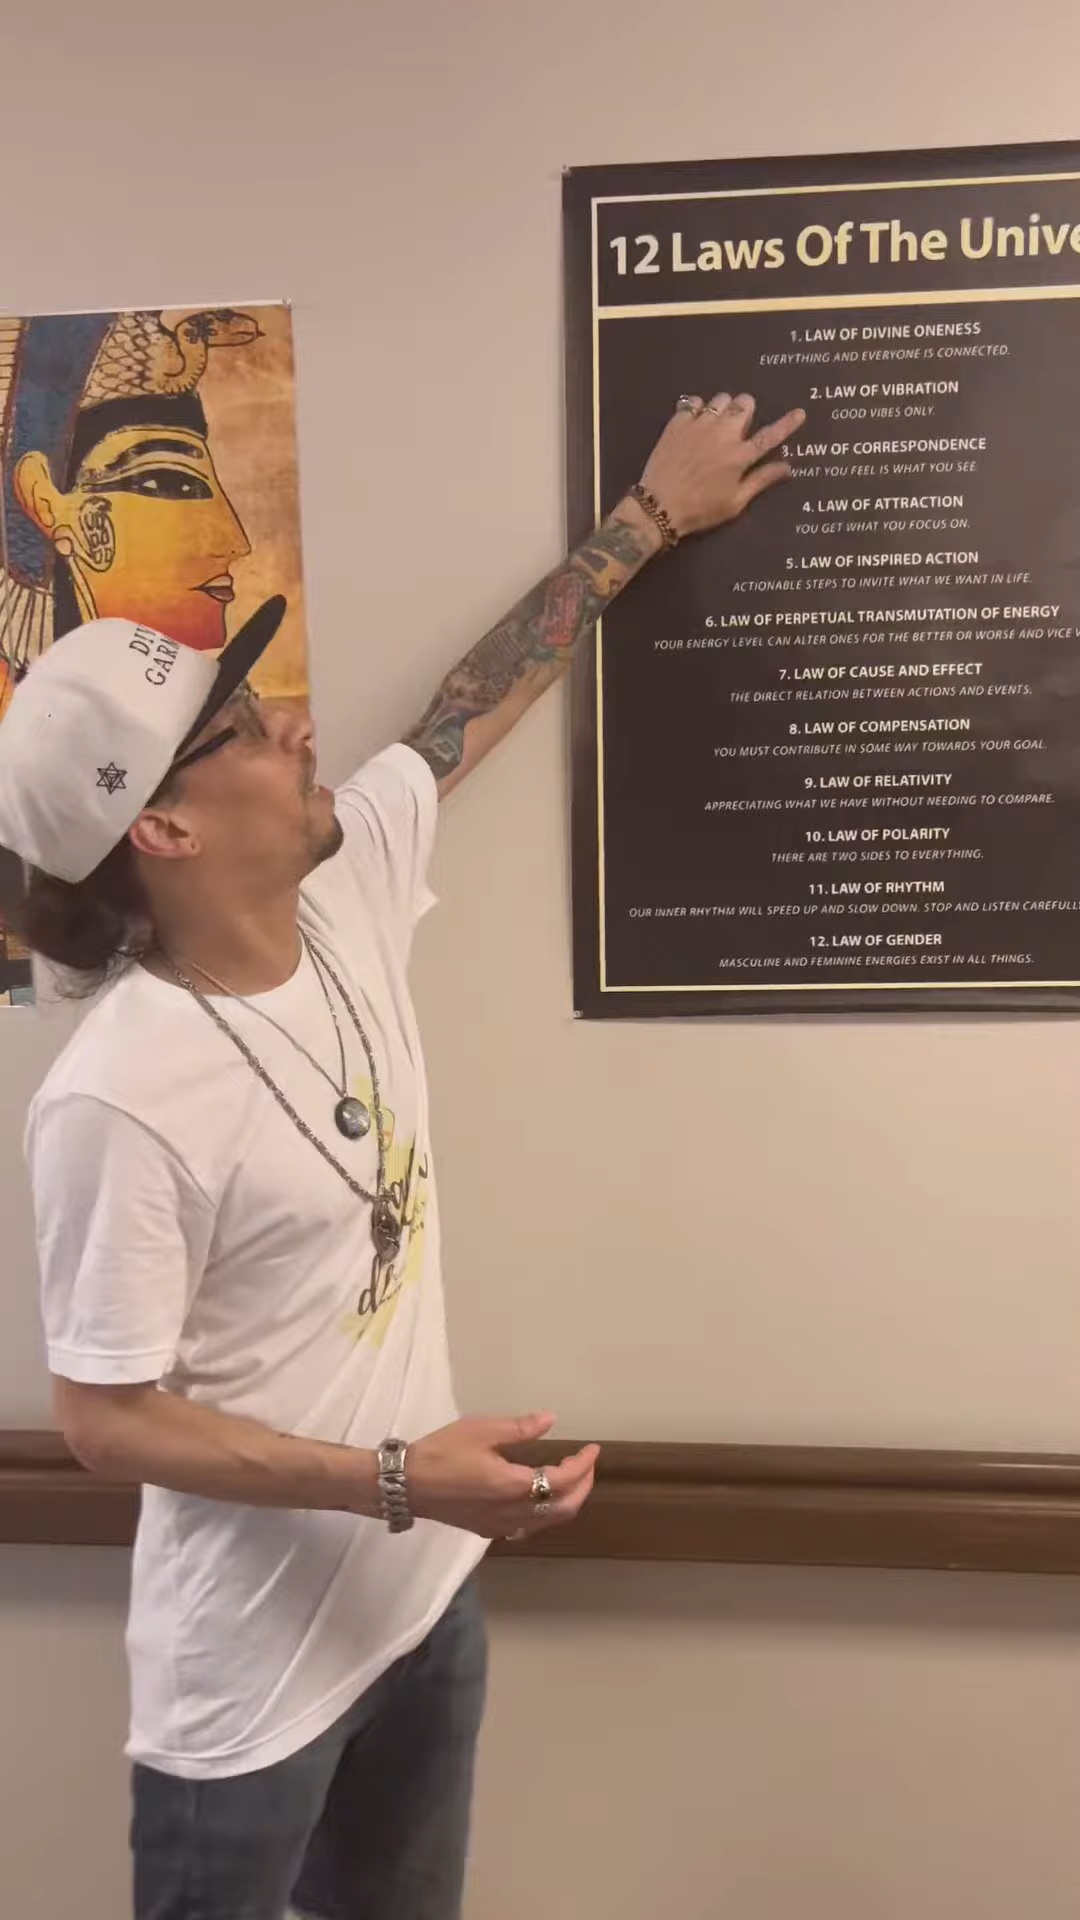 12 Laws Of The Unive
1. LAW OF DIVINE ONENESS
EVERYTHING AND EVERYONE IS CONNECTED.
2. LAW OF VIBRATION
GOOD VIBES ONLY.
3. LAW OF CORRESPONDENCE
WHAT YOU FEEL IS WHAT YOU SEE
4. LAW OF ATTRACTION
YOU GET WHAT YOU FOCUS ON.
5. LAW OF INSPIRED ACTION
ACTIONABLE STEPS TO INVITE WHAT WE WANT IN LIFE.
6. LAW OF PERPETUAL TRANSMUTATION OF ENERGY
YOUR ENERGY LEVEL CAN ALTER ONES FOR THE BETTER OR WORSE AND VICE V
7. LAW OF CAUSE AND EFFECT
THE DIRECT RELATION BETWEEN ACTIONS AND EVENTS.
8. LAW OF COMPENSATION
YOU MUST CONTRIBUTE IN SOME WAY TOWARDS YOUR GOAL.
9. LAW OF RELATIVITY
APPRECIATING WHAT WE HAVE WITHOUT NEEDING TO COMPARE.
10. LAW OF POLARITY
THERE ARE TWO SIDES TO EVERYTHING.
11. LAW OF RHYTHM
OUR INNER RHYTHM WILL SPEED UP AND SLOW DOWN. STOP AND LISTEN CAREFULLY
12. LAW OF GENDER
MASCULINE AND FEMININE ENERGIES EXIST IN ALL THINGS.
DIV
GARM